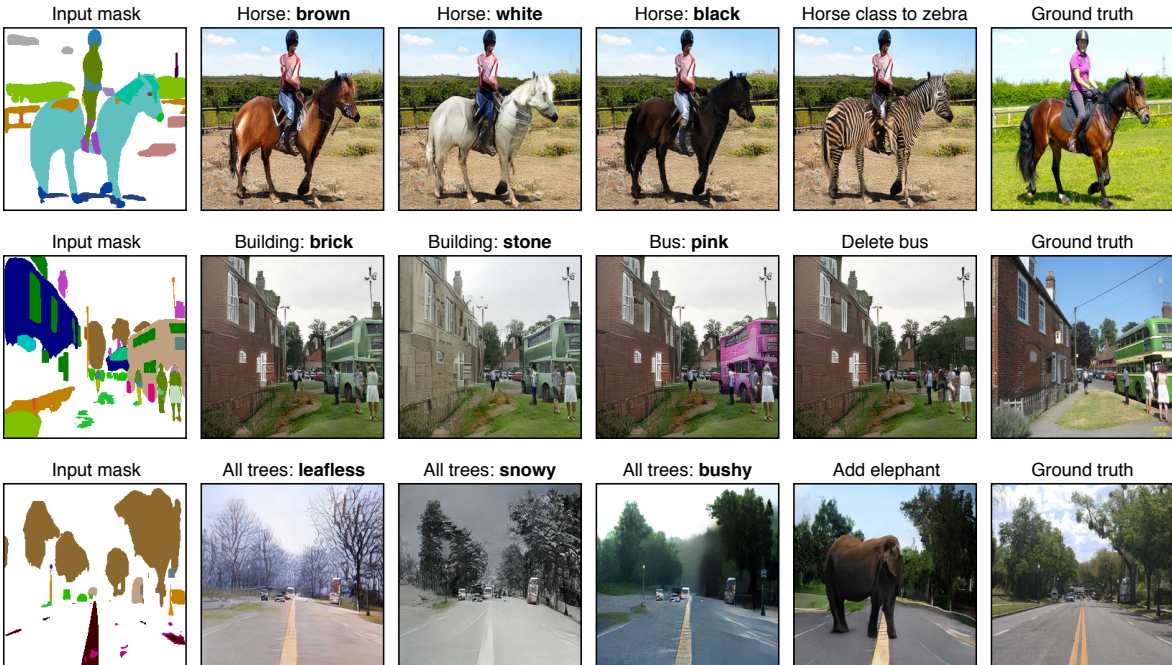 Input mask
Horse: brown
Horse: white
Horse: black
Horse class to zebra
Ground truth
Input mask
Building: brick
Building: stone
Bus: pink
Delete bus
Ground truth
Input mask
All trees: leafless
All trees: snowy
All trees: bushy
Add elephant
Ground truth